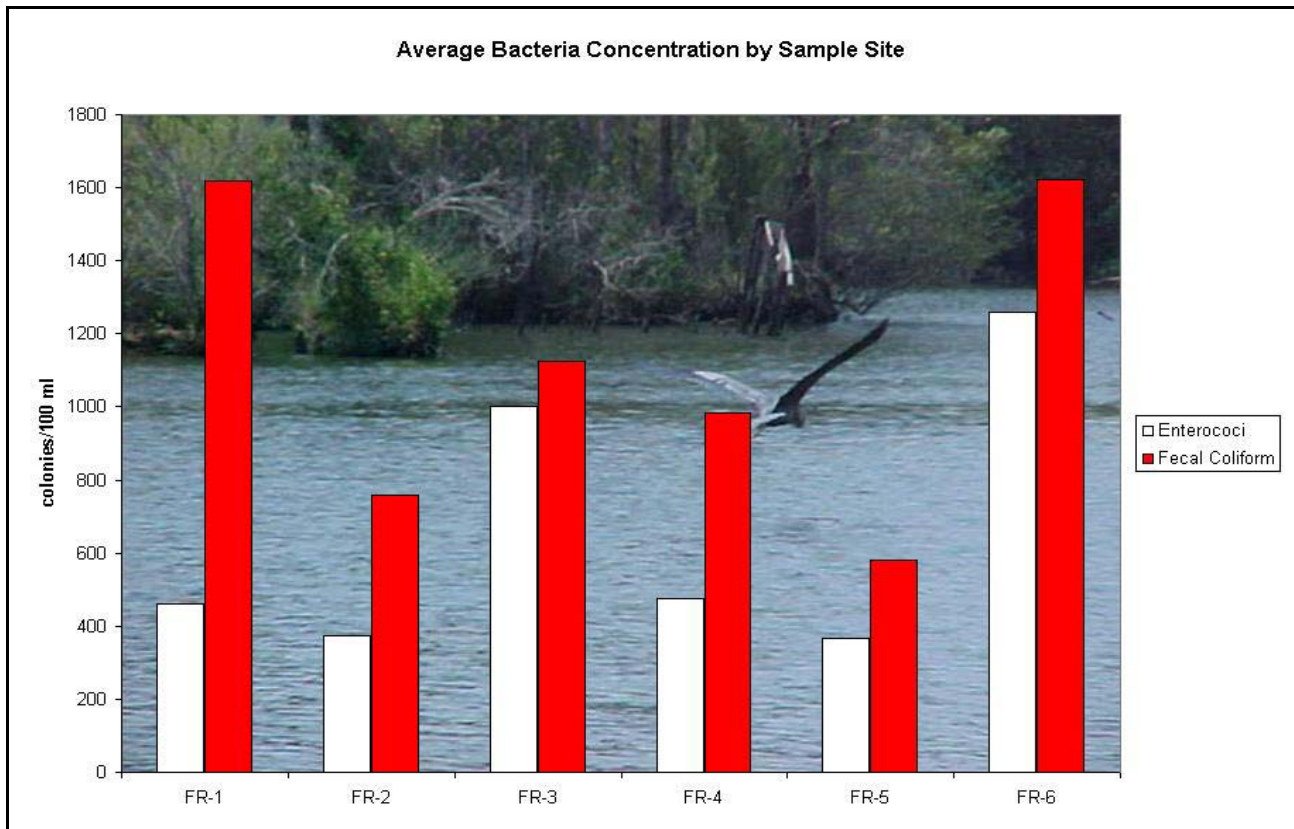 Average Bacteria Concentration by Sample Site
1800
1600
1400
1200
1000
800
600
400
200
0
colonies/100 ml
FR-1 FR-2 FR-3 FR-4 FR-5 FR-6
Enterococi
Fecal Coliform